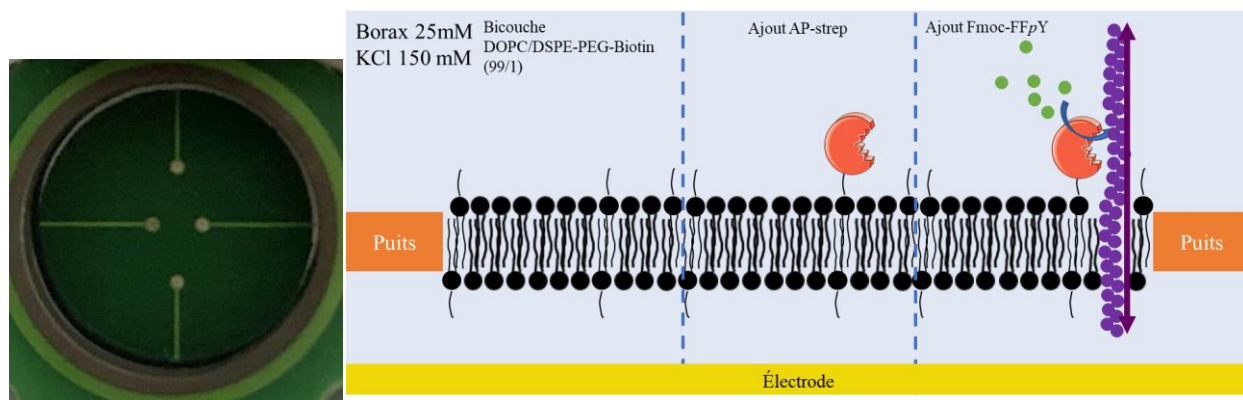 Borax 25mM
KCl 150 mM
Bicouche
DOPC/DSPE-PEG-Biotin
(99/1)
Ajout AP-strep
Ajout Fmoc-FFpY
Puits
Puits
Électrode